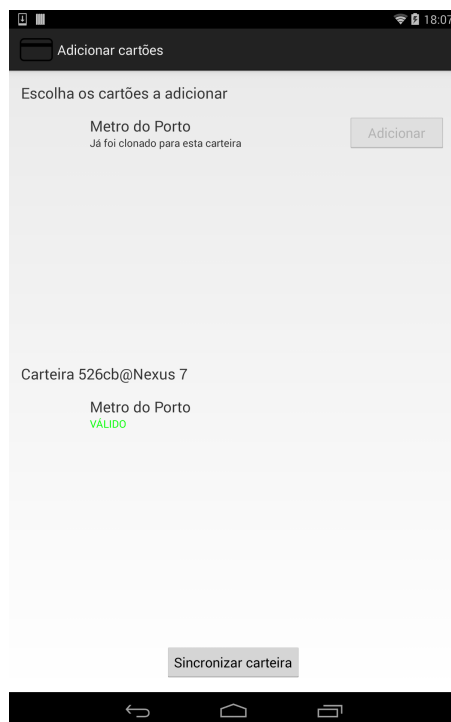 18:07
Adicionar cartões
Escolha os cartões a adicionar
Metro do Porto
Já foi clonado para esta carteira
Adicionar
Carteira 526cb@Nexus 7
Metro do Porto
VÁLIDO
Sincronizar carteira